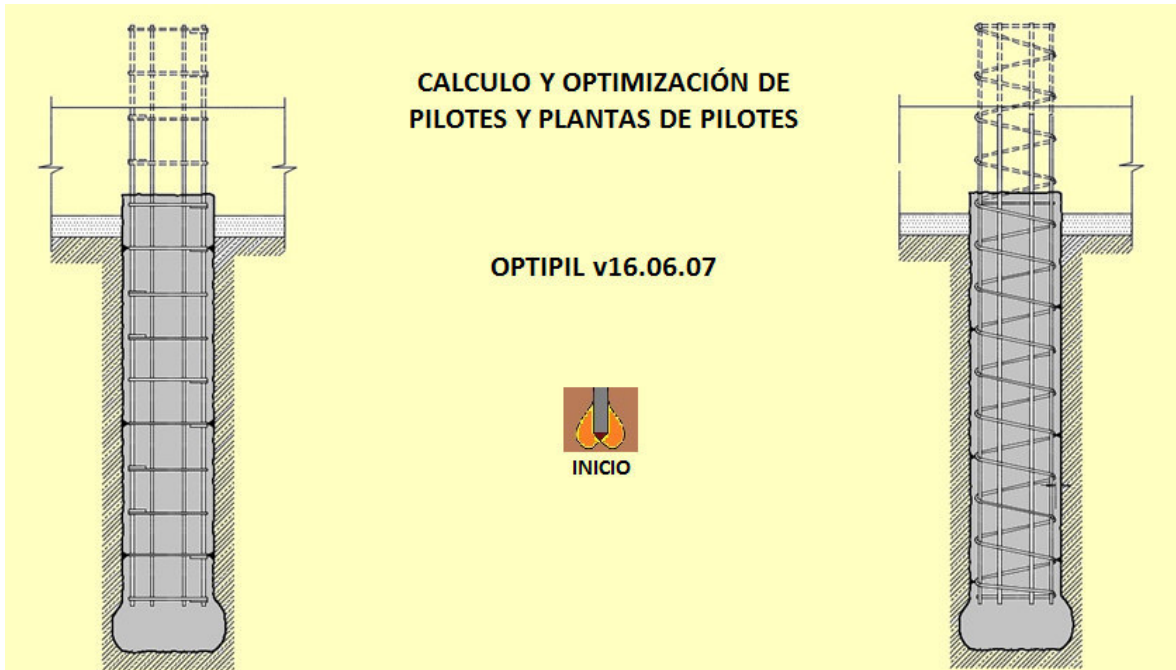 CALCULO Y OPTIMIZACIÓN DE
PILOTES Y PLANTAS DE PILOTES
OPTIPIL v16.06.07
INICIO